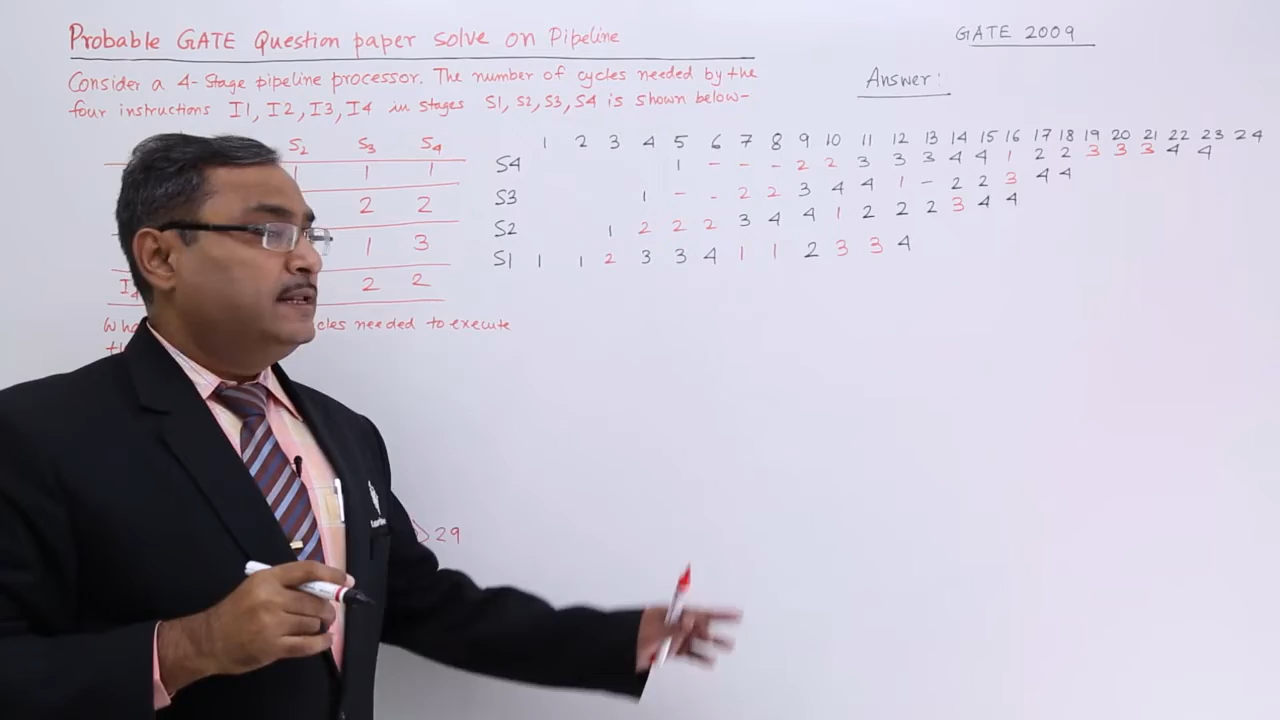 Probable GATE Question paper solve on Pipeline
GATE 2009
Consider a 4-Stage pipeline processor. The number of cycles needed by the
four instructions I1, I2, I3, I4 in stages S1, S2, S3, S4 is shown below-
Answer:
S2 S3 S4
1 1 1
2 2
1 3
I4 2 2
cles needed to execute
29
1 2 3 4 5 6 7 8 9 10 11 12 13 14 15 16 17 18 19 20 21 22 23 24
S4 1 - - - 2 2 3 3 3 4 4 1 2 2 3 3 3 4 4
S3 1 - - 2 2 3 4 4 1 - 2 2 3 4 4
S2 1 2 2 2 3 4 4 1 2 2 2 3 4 4
S1 1 1 2 3 3 4 1 1 2 3 3 4